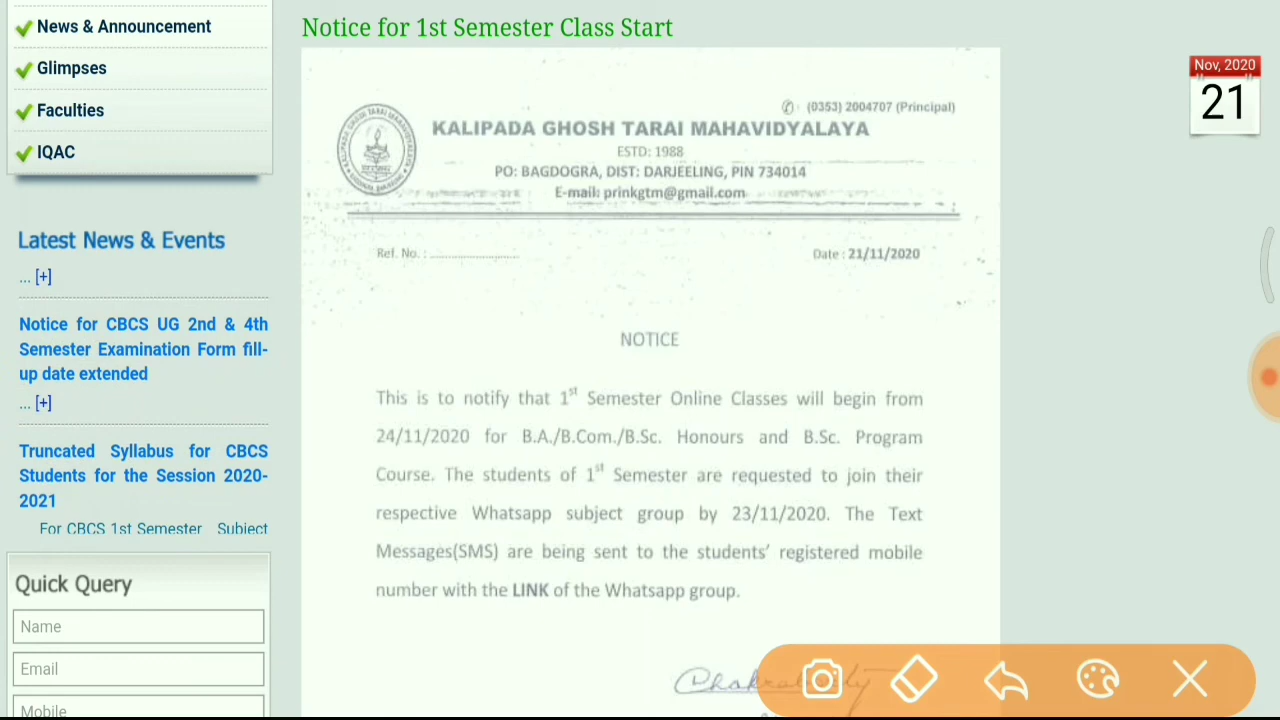 News & Announcement
Glimpses
Faculties
IQAC
Latest News & Events
... [+]
Notice for CBCS UG 2nd & 4th
Semester Examination Form fill-
up date extended
... [+]
Truncated Syllabus for CBCS
Students for the Session 2020-
2021
For CBCS 1st Semester Subject
Quick Query
Name
Email
Mobile
Notice for 1st Semester Class Start
Nov, 2020
21
✆ (0353) 2004707 (Principal)
KALIPADA GHOSH TARAI MAHAVIDYALAYA
ESTD: 1988
PO: BAGDOGRA, DIST: DARJEELING, PIN 734014
E-mail: prinkgtm@gmail.com
Ref. No. : ........................
Date : 21/11/2020
NOTICE
This is to notify that 1st Semester Online Classes will begin from
24/11/2020 for B.A./B.Com./B.Sc. Honours and B.Sc. Program
Course. The students of 1st Semester are requested to join their
respective Whatsapp subject group by 23/11/2020. The Text
Messages(SMS) are being sent to the students' registered mobile
number with the LINK of the Whatsapp group.